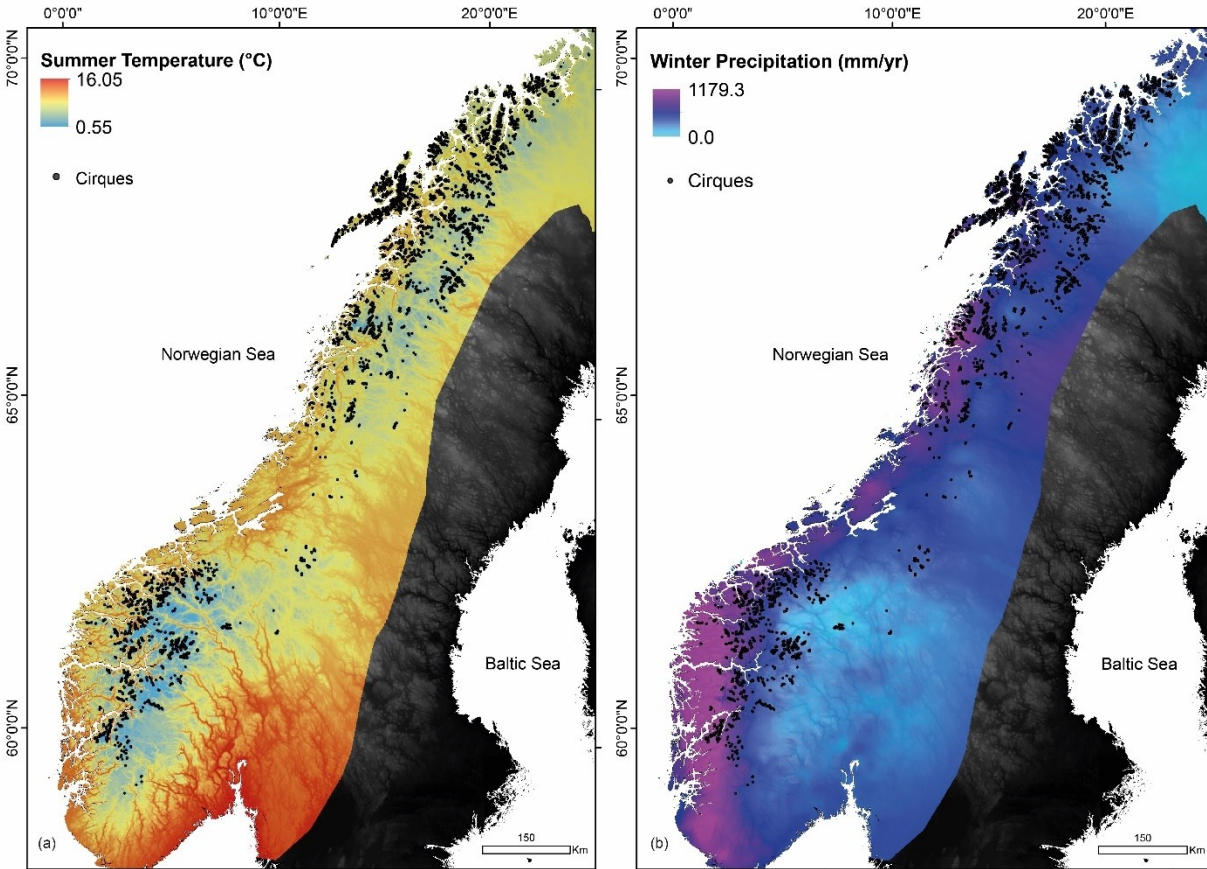 0°0'0"E 10°0'0"E 20°0'0"E
70°0'0"N
65°0'0"N
60°0'0"N
Summer Temperature (°C)
16.05
0.55
Cirques
Norwegian Sea
Baltic Sea
(a)
150
Km
0°0'0"E 10°0'0"E 20°0'0"E
70°0'0"N
65°0'0"N
60°0'0"N
Winter Precipitation (mm/yr)
1179.3
0.0
Cirques
Norwegian Sea
Baltic Sea
(b)
150
Km